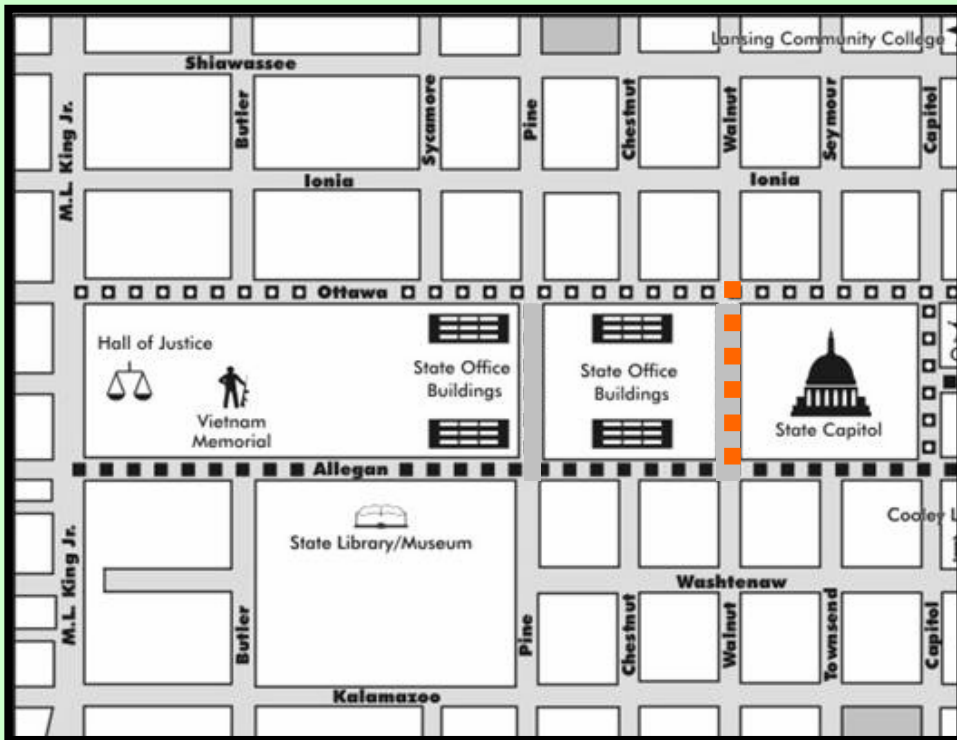 Lansing Community College
Shiawassee
M.L. King Jr.
Butler
Sycamore
Pine
Chestnut
Walnut
Seymour
Capitol
Ionia
Ionia
Ottawa
Hall of Justice
Vietnam
Memorial
State Office
Buildings
State Office
Buildings
State Capitol
Allegan
State Library/Museum
Cooley L
Washtenaw
M.L. King Jr.
Butler
Pine
Chestnut
Walnut
Townsend
Capitol
Kalamazoo